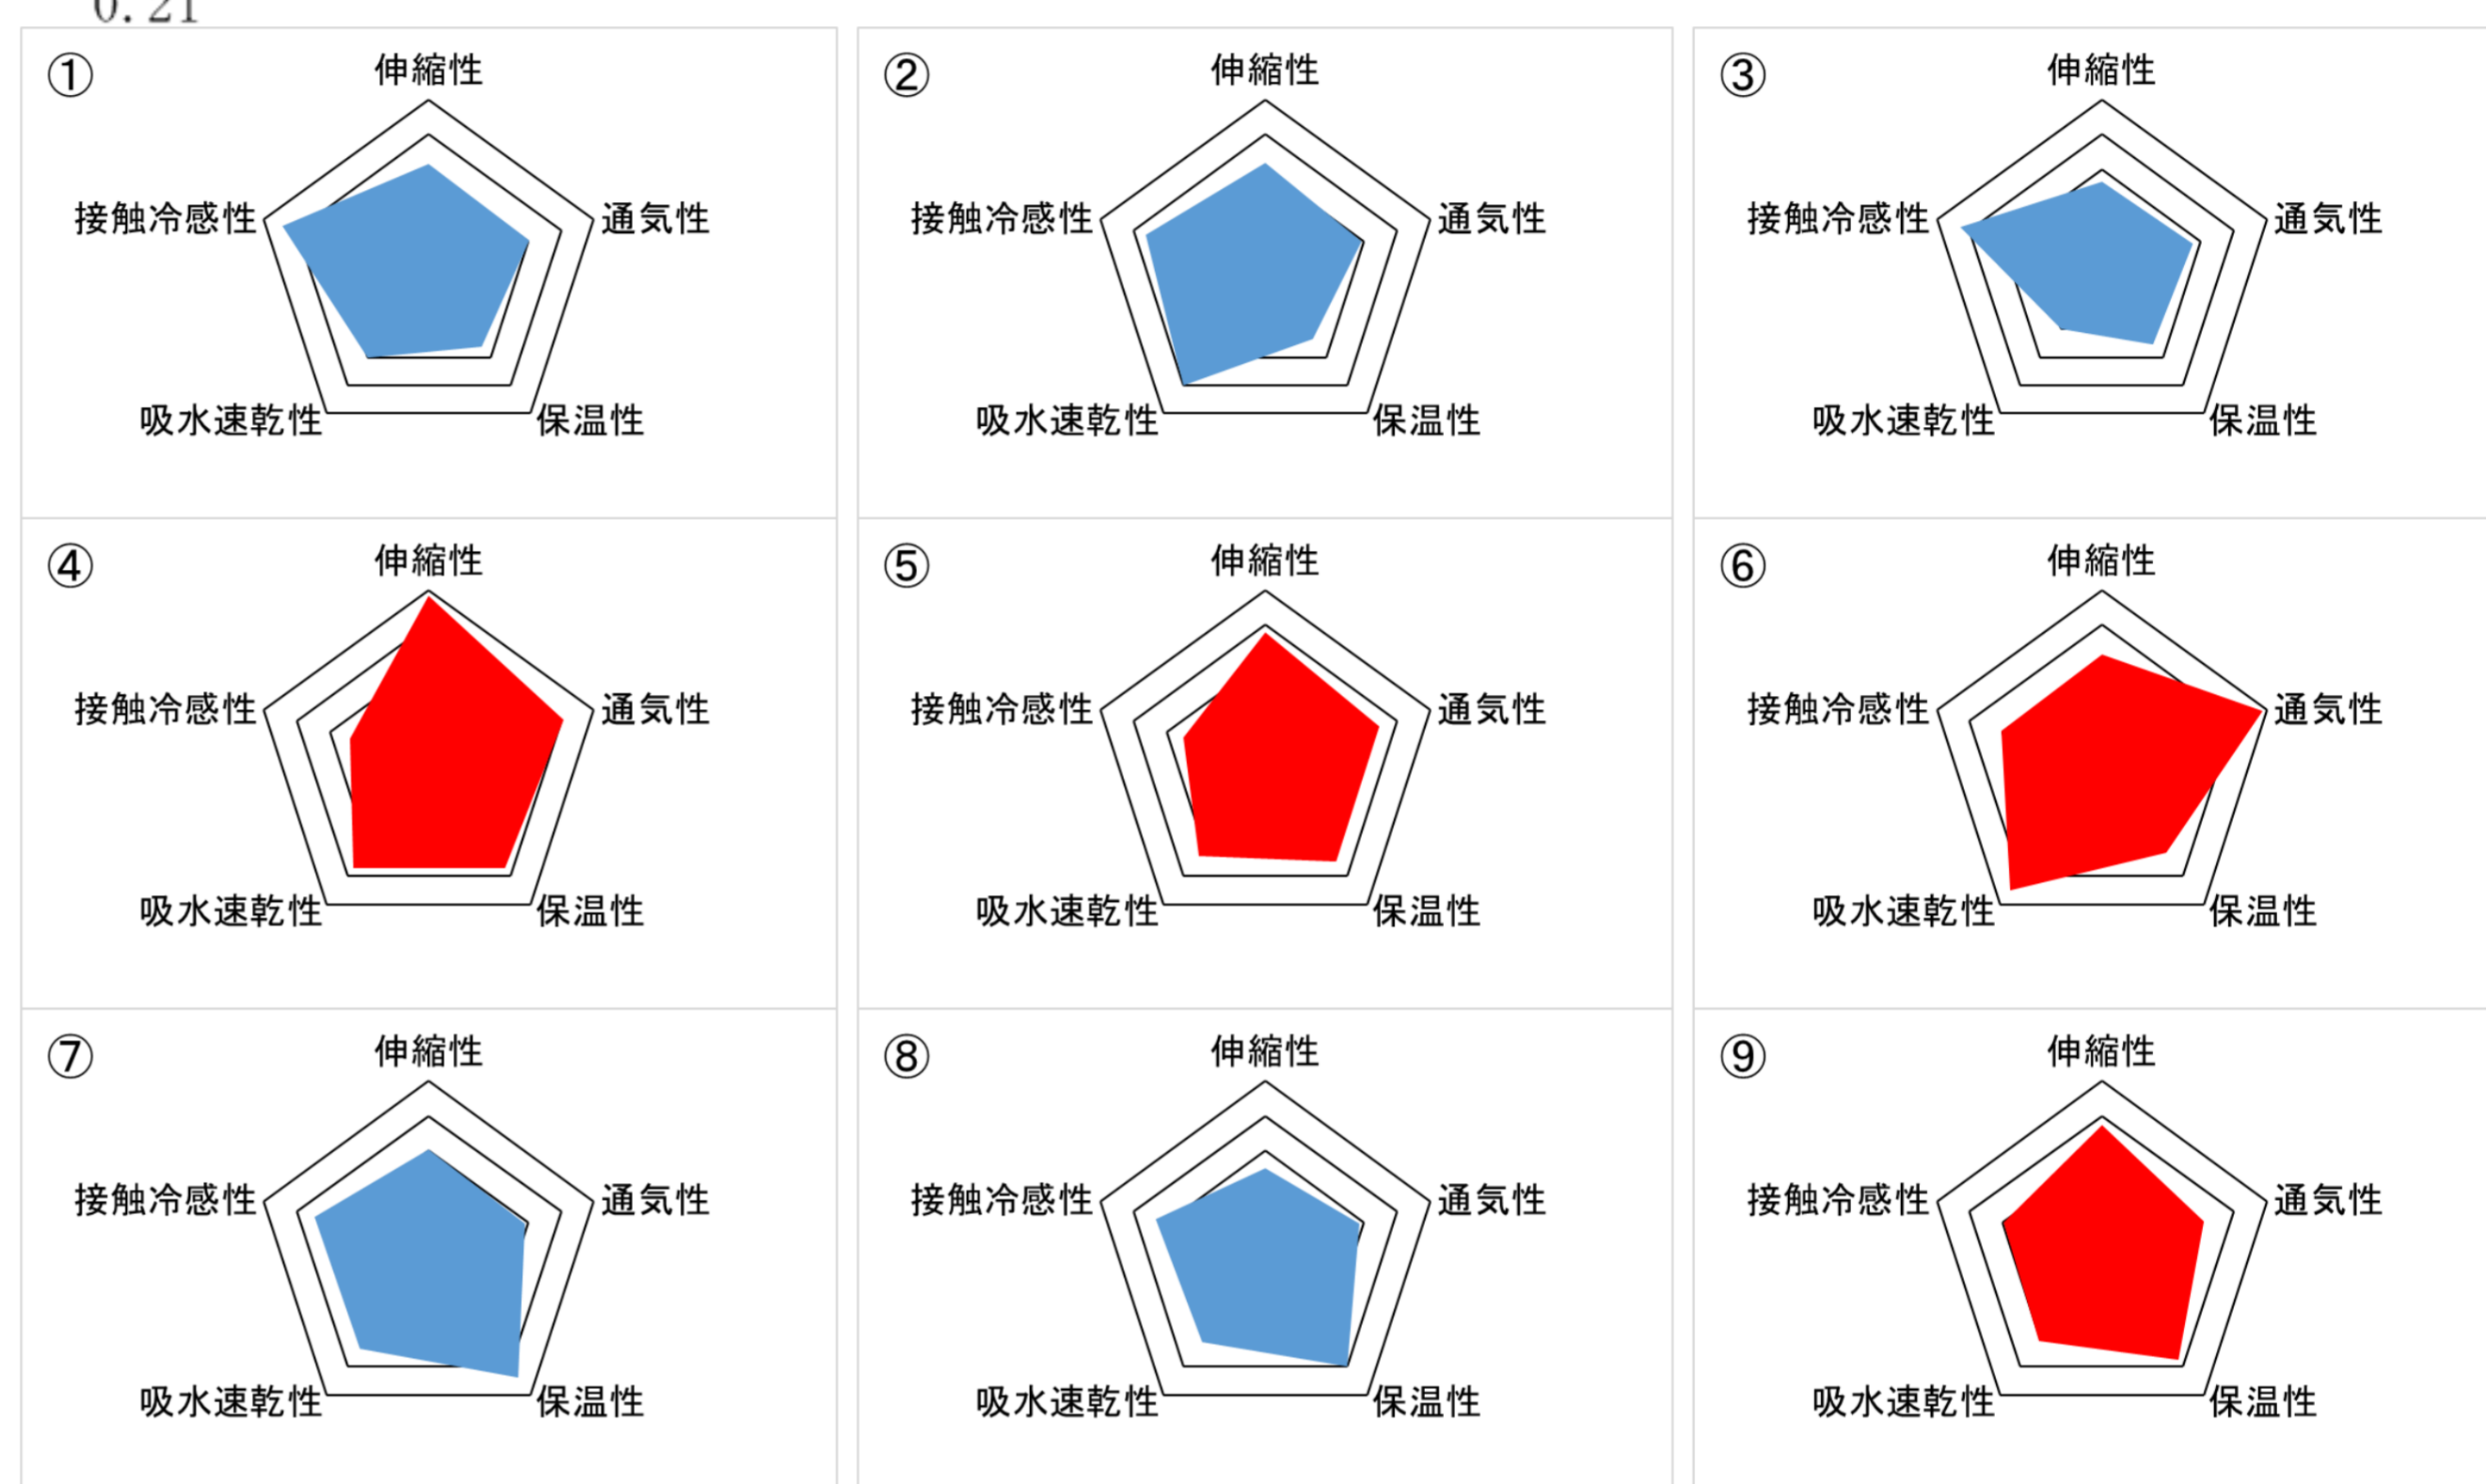 0.21
①
伸縮性
接触冷感性
通気性
吸水速乾性
保温性
②
伸縮性
接触冷感性
通気性
吸水速乾性
保温性
③
伸縮性
接触冷感性
通気性
吸水速乾性
保温性
④
伸縮性
接触冷感性
通気性
吸水速乾性
保温性
⑤
伸縮性
接触冷感性
通気性
吸水速乾性
保温性
⑥
伸縮性
接触冷感性
通気性
吸水速乾性
保温性
⑦
伸縮性
接触冷感性
通気性
吸水速乾性
保温性
⑧
伸縮性
接触冷感性
通気性
吸水速乾性
保温性
⑨
伸縮性
接触冷感性
通気性
吸水速乾性
保温性